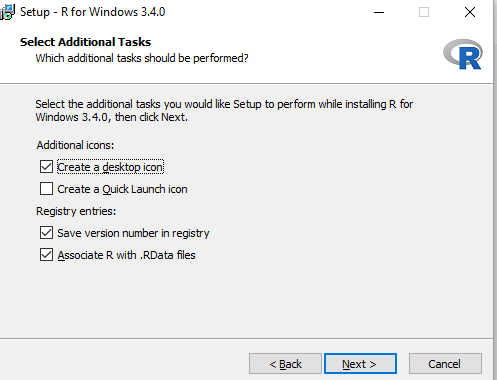 Setup - R for Windows 3.4.0
Select Additional Tasks
Which additional tasks should be performed?
R
Select the additional tasks you would like Setup to perform while installing R for
Windows 3.4.0, then click Next.
Additional icons:
Create a desktop icon
Create a Quick Launch icon
Registry entries:
Save version number in registry
Associate R with .RData files
< Back
Next >
Cancel